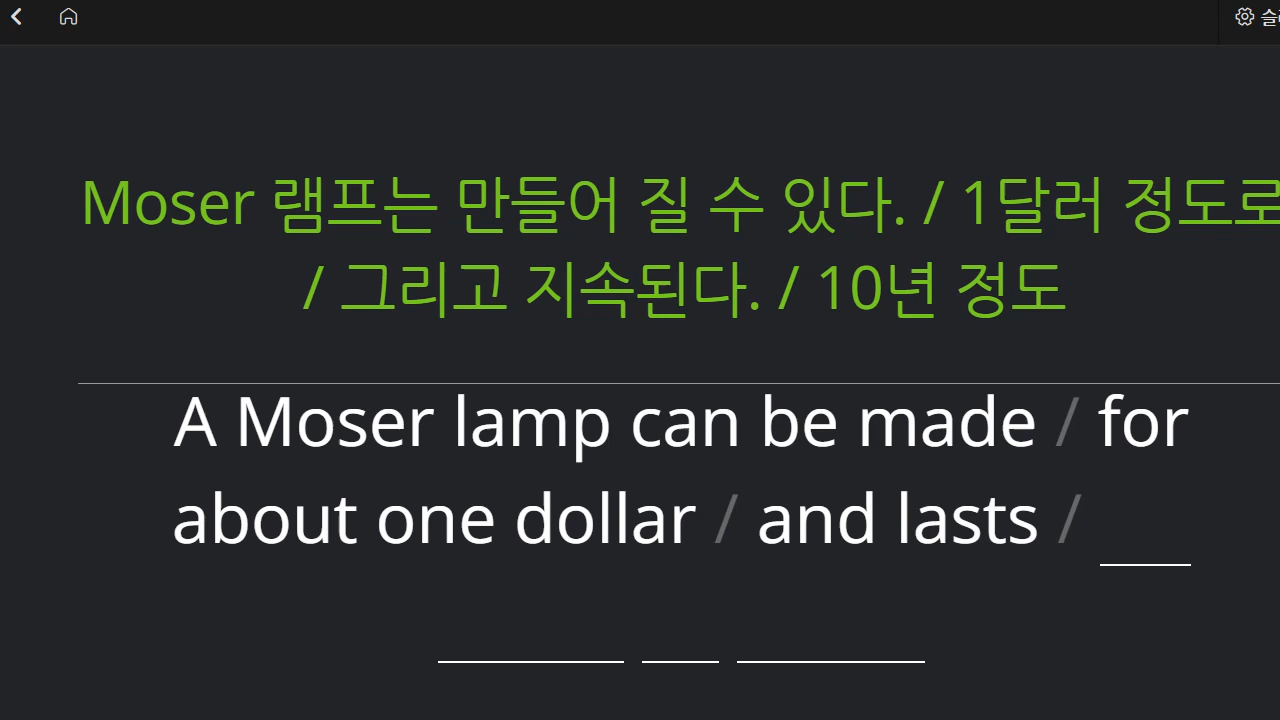 Moser 램프는 만들어 질 수 있다. / 1달러 정도로
/ 그리고 지속된다. / 10년 정도
A Moser lamp can be made / for
about one dollar / and lasts /